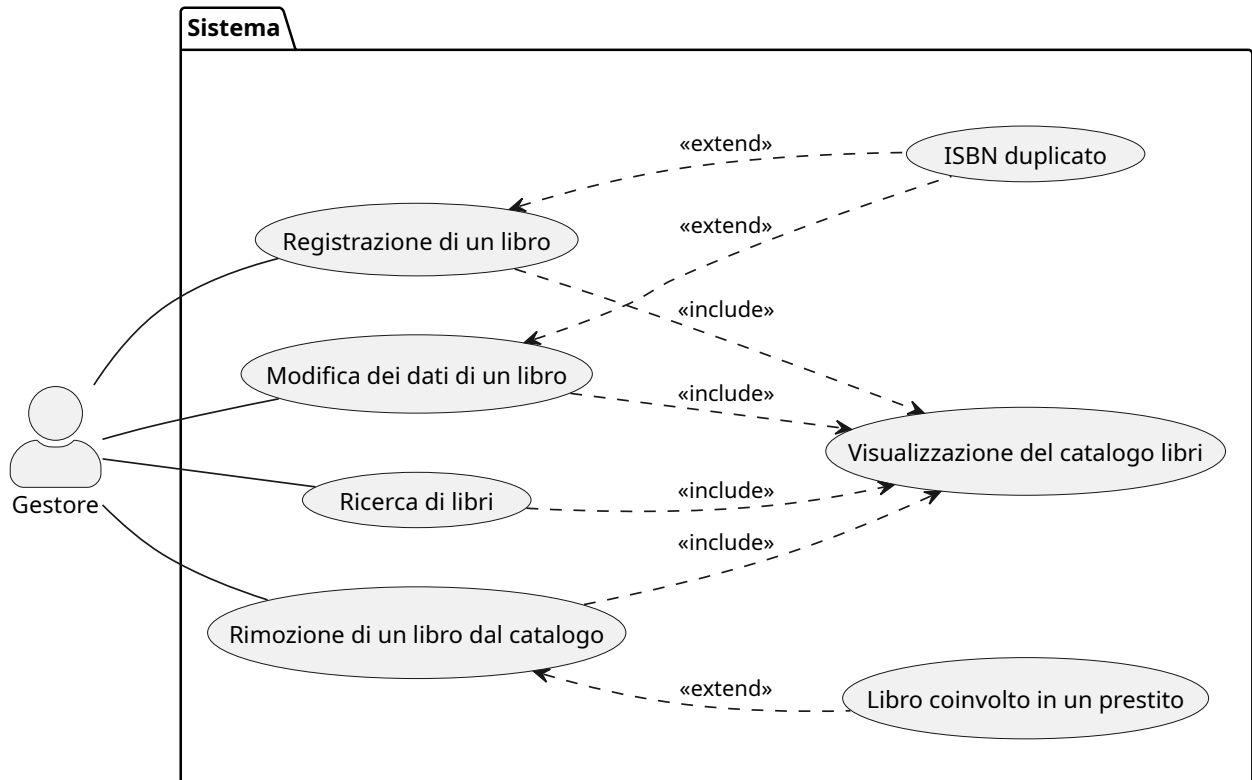 Sistema
«extend»
ISBN duplicato
«extend»
Registrazione di un libro
«include»
Modifica dei dati di un libro
«include»
Visualizzazione del catalogo libri
«include»
Ricerca di libri
Gestore
«include»
Rimozione di un libro dal catalogo
«extend»
Libro coinvolto in un prestito